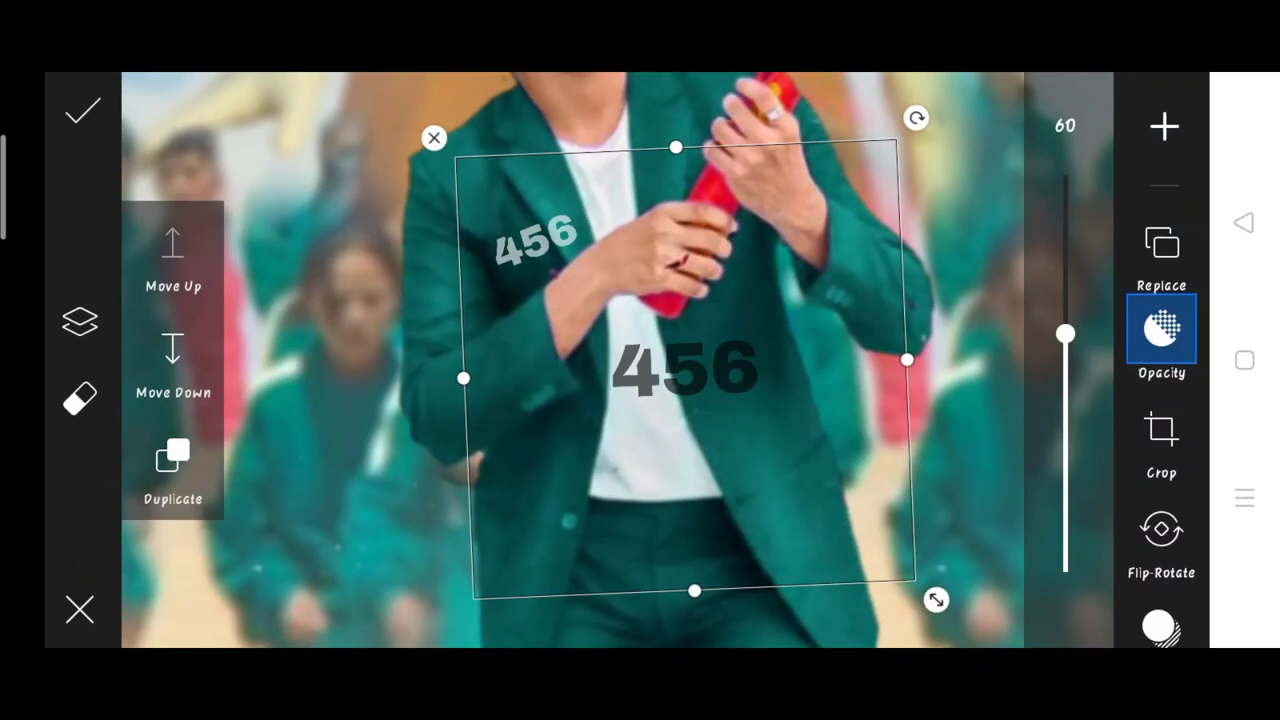 60
Move Up
Move Down
Duplicate
456
456
Replace
Opacity
Crop
Flip-Rotate